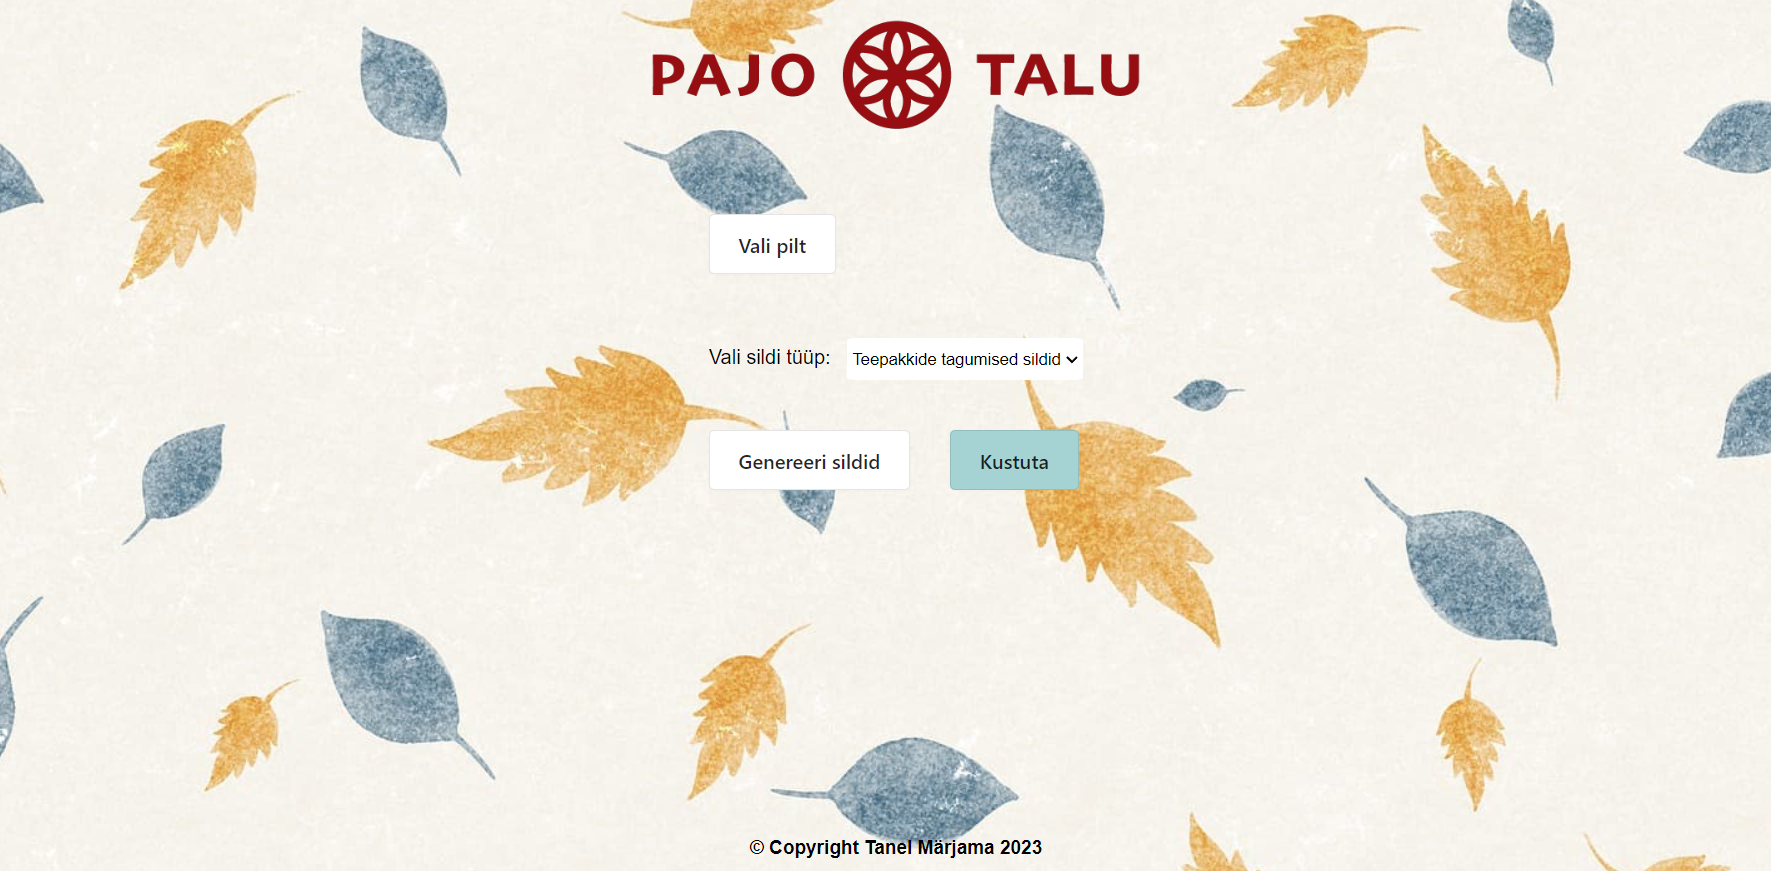 PAJO TALU
Vali pilt
Vali sildi tüüp: Teepakkide tagumised sildid
Genereeri sildid Kustuta
© Copyright Tanel Märjama 2023